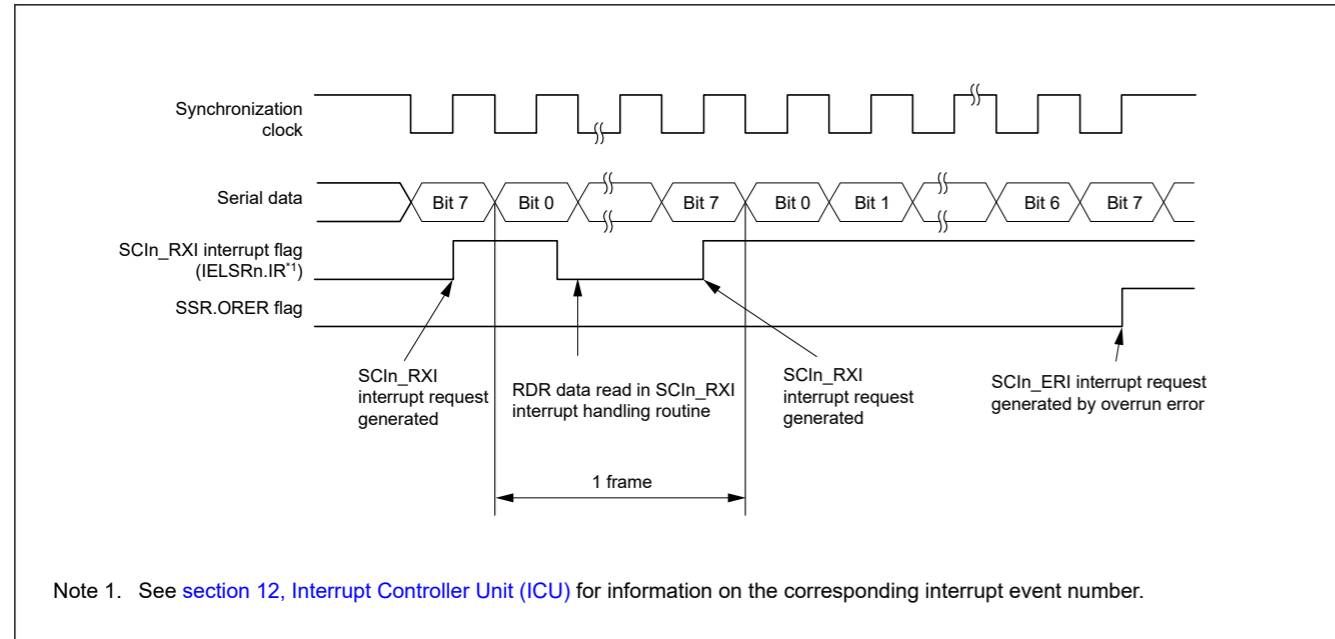 Synchronization
clock
Serial data
Bit 7
Bit 0
Bit 7
Bit 0
Bit 1
Bit 6
Bit 7
SCIn_RXI interrupt flag
(IELSRn.IR*1)
SSR.ORER flag
SCIn_RXI
interrupt request
generated
RDR data read in SCIn_RXI
interrupt handling routine
SCIn_RXI
interrupt request
generated
SCIn_ERI interrupt request
generated by overrun error
1 frame
Note 1. See section 12, Interrupt Controller Unit (ICU) for information on the corresponding interrupt event number.